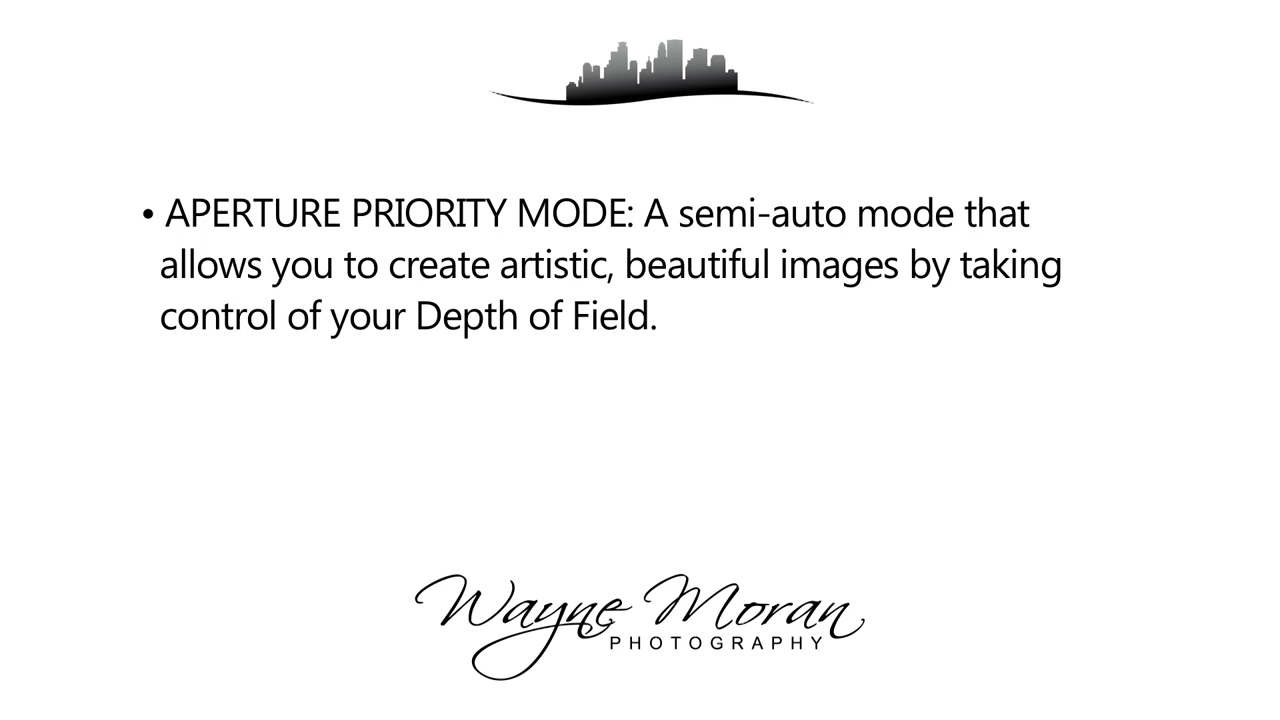 • APERTURE PRIORITY MODE: A semi-auto mode that
allows you to create artistic, beautiful images by taking
control of your Depth of Field.
Wayne Moran
PHOTOGRAPHY